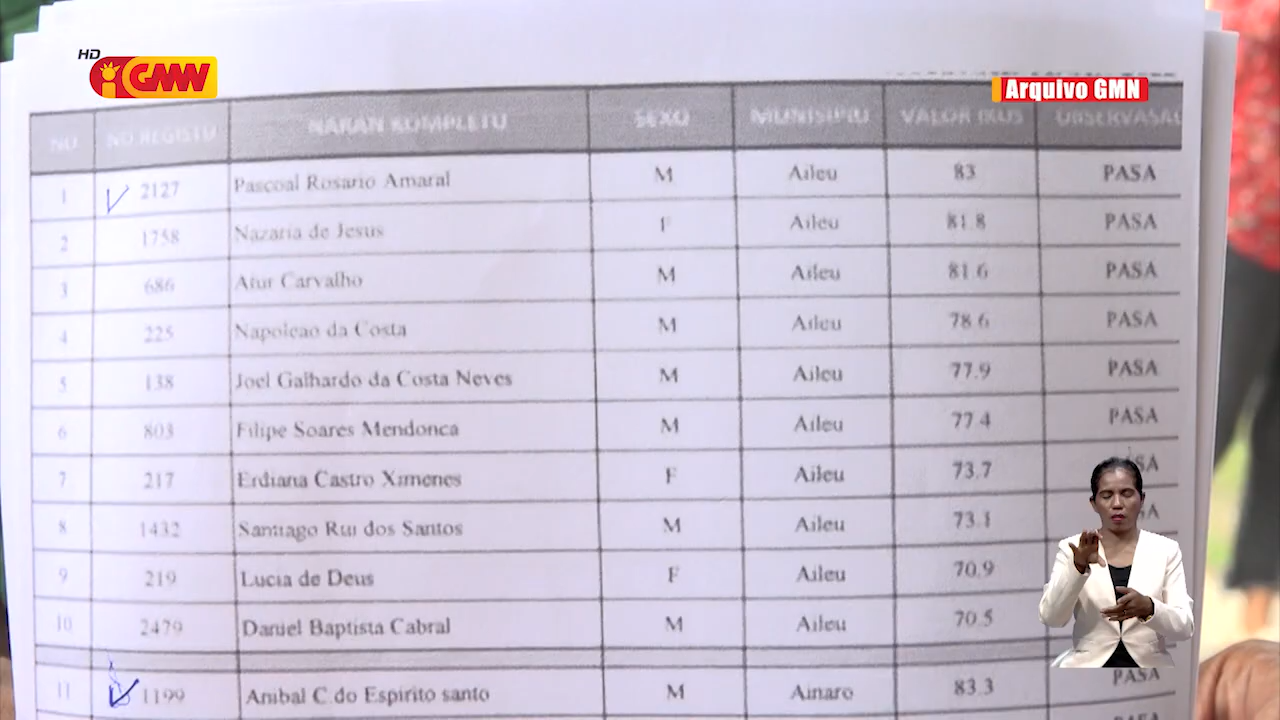 HD
GMN
Arquivo GMN
NO NO.REGISTU NARAN KOMPLETU SEXO MUNISIPIU VALOR IKUS OBSERVASAU
1 2127 Pascoal Rosario Amaral M Aileu 83 PASA
2 1758 Nazaria de Jesus F Aileu 81.8 PASA
3 686 Atur Carvalho M Aileu 81.6 PASA
4 225 Napoleao da Costa M Aileu 78.6 PASA
5 138 Joel Galhardo da Costa Neves M Aileu 77.9 PASA
6 803 Filipe Soares Mendonca M Aileu 77.4 PASA
7 217 Erdiana Castro Ximenes F Aileu 73.7
8 1432 Santiago Rui dos Santos M Aileu 73.1
9 219 Lucia de Deus F Aileu 70.9
10 2479 Daniel Baptista Cabral M Aileu 70.5
11 1199 Anibal C.do Espirito santo M Ainaro 83.3 PASA